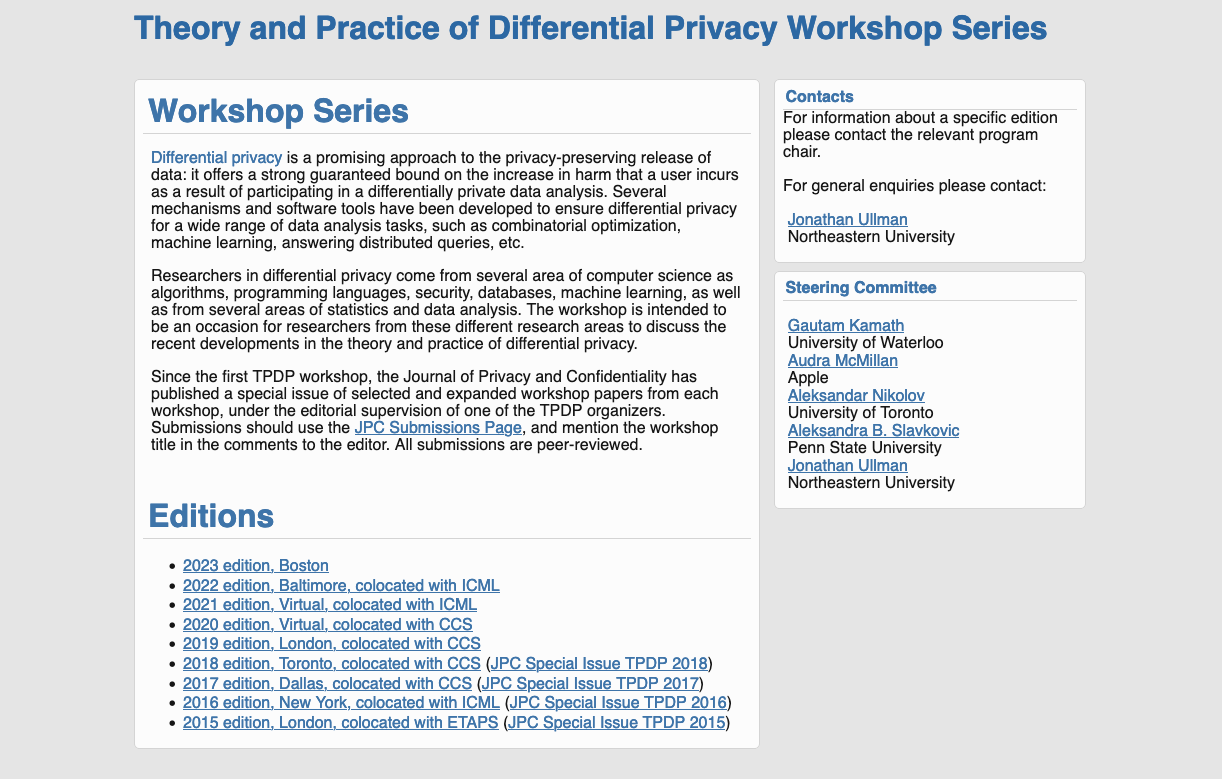 Theory and Practice of Differential Privacy Workshop Series
Workshop Series
Differential privacy is a promising approach to the privacy-preserving release of
data: it offers a strong guaranteed bound on the increase in harm that a user incurs
as a result of participating in a differentially private data analysis. Several
mechanisms and software tools have been developed to ensure differential privacy
for a wide range of data analysis tasks, such as combinatorial optimization,
machine learning, answering distributed queries, etc.
Researchers in differential privacy come from several area of computer science as
algorithms, programming languages, security, databases, machine learning, as well
as from several areas of statistics and data analysis. The workshop is intended to
be an occasion for researchers from these different research areas to discuss the
recent developments in the theory and practice of differential privacy.
Since the first TPDP workshop, the Journal of Privacy and Confidentiality has
published a special issue of selected and expanded workshop papers from each
workshop, under the editorial supervision of one of the TPDP organizers.
Submissions should use the JPC Submissions Page, and mention the workshop
title in the comments to the editor. All submissions are peer-reviewed.
Editions
• 2023 edition, Boston
• 2022 edition, Baltimore, colocated with ICML
• 2021 edition, Virtual, colocated with ICML
• 2020 edition, Virtual, colocated with CCS
• 2019 edition, London, colocated with CCS
• 2018 edition, Toronto, colocated with CCS (JPC Special Issue TPDP 2018)
• 2017 edition, Dallas, colocated with CCS (JPC Special Issue TPDP 2017)
• 2016 edition, New York, colocated with ICML (JPC Special Issue TPDP 2016)
• 2015 edition, London, colocated with ETAPS (JPC Special Issue TPDP 2015)
Contacts
For information about a specific edition
please contact the relevant program
chair.
For general enquiries please contact:
Jonathan Ullman
Northeastern University
Steering Committee
Gautam Kamath
University of Waterloo
Audra McMillan
Apple
Aleksandar Nikolov
University of Toronto
Aleksandra B. Slavkovic
Penn State University
Jonathan Ullman
Northeastern University